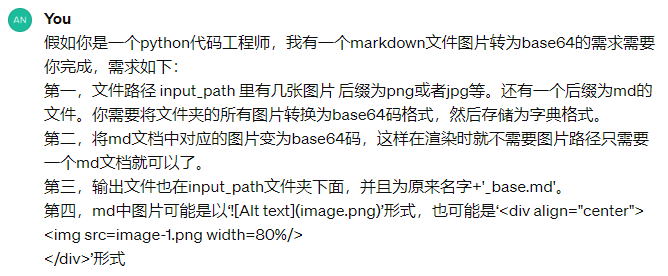 AN You
假如你是一个python代码工程师，我有一个markdown文件图片转为base64的需求需要
你完成，需求如下：
第一，文件路径 input_path 里有几张图片 后缀为png或者jpg等。还有一个后缀为md的
文件。你需要将文件夹的所有图片转换为base64码格式，然后存储为字典格式。
第二，将md文档中对应的图片变为base64码，这样在渲染时就不需要图片路径只需要
一个md文档就可以了。
第三，输出文件也在input_path文件夹下面，并且为原来名字+'_base.md'。
第四，md中图片可能是以‘![Alt text](image.png)’形式，也可能是‘<div align="center">
<img src=image-1.png width=80%/>
</div>’形式